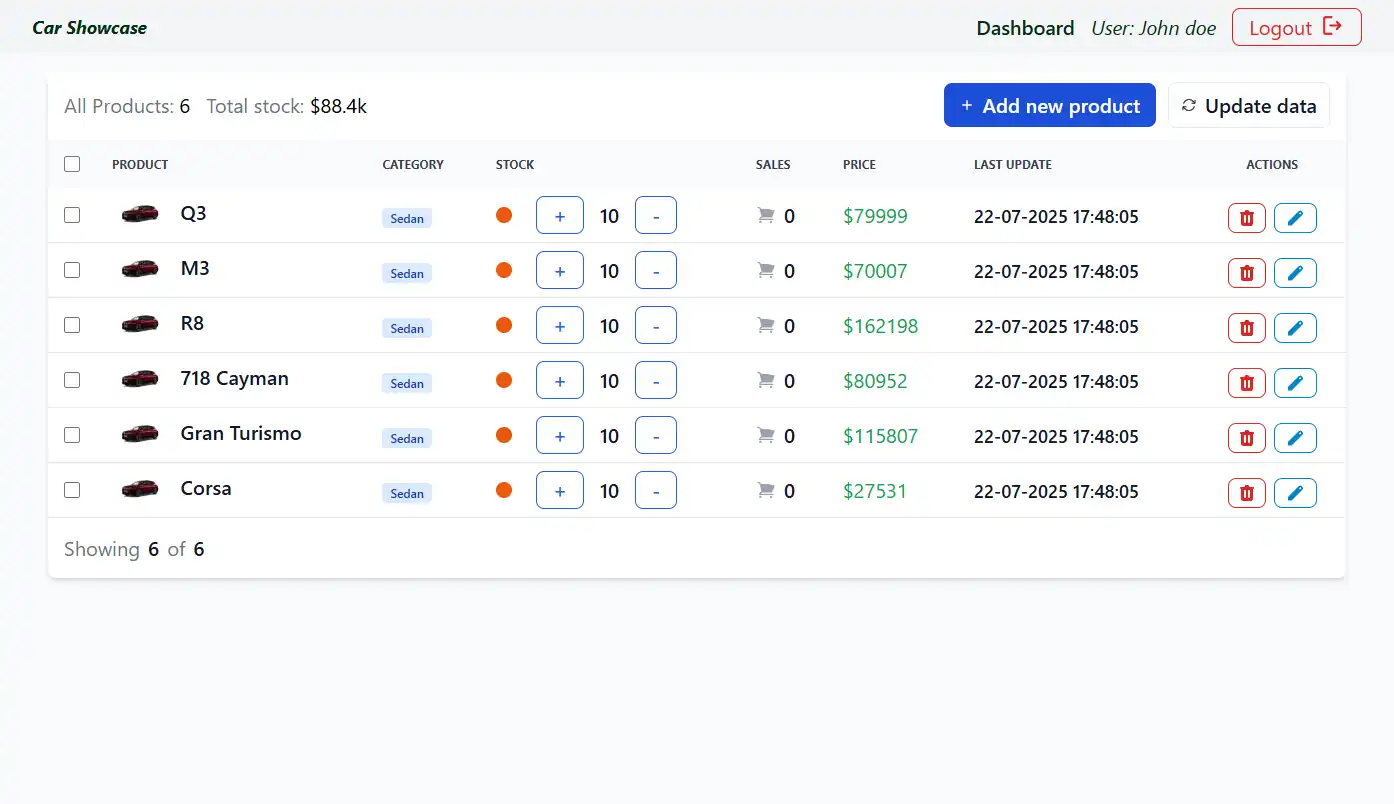 Car Showcase Dashboard User: John doe Logout
All Products: 6 Total stock: $88.4k + Add new product Update data
PRODUCT CATEGORY STOCK SALES PRICE LAST UPDATE ACTIONS
Q3 Sedan + 10 - 0 $79999 22-07-2025 17:48:05
M3 Sedan + 10 - 0 $70007 22-07-2025 17:48:05
R8 Sedan + 10 - 0 $162198 22-07-2025 17:48:05
718 Cayman Sedan + 10 - 0 $80952 22-07-2025 17:48:05
Gran Turismo Sedan + 10 - 0 $115807 22-07-2025 17:48:05
Corsa Sedan + 10 - 0 $27531 22-07-2025 17:48:05
Showing 6 of 6